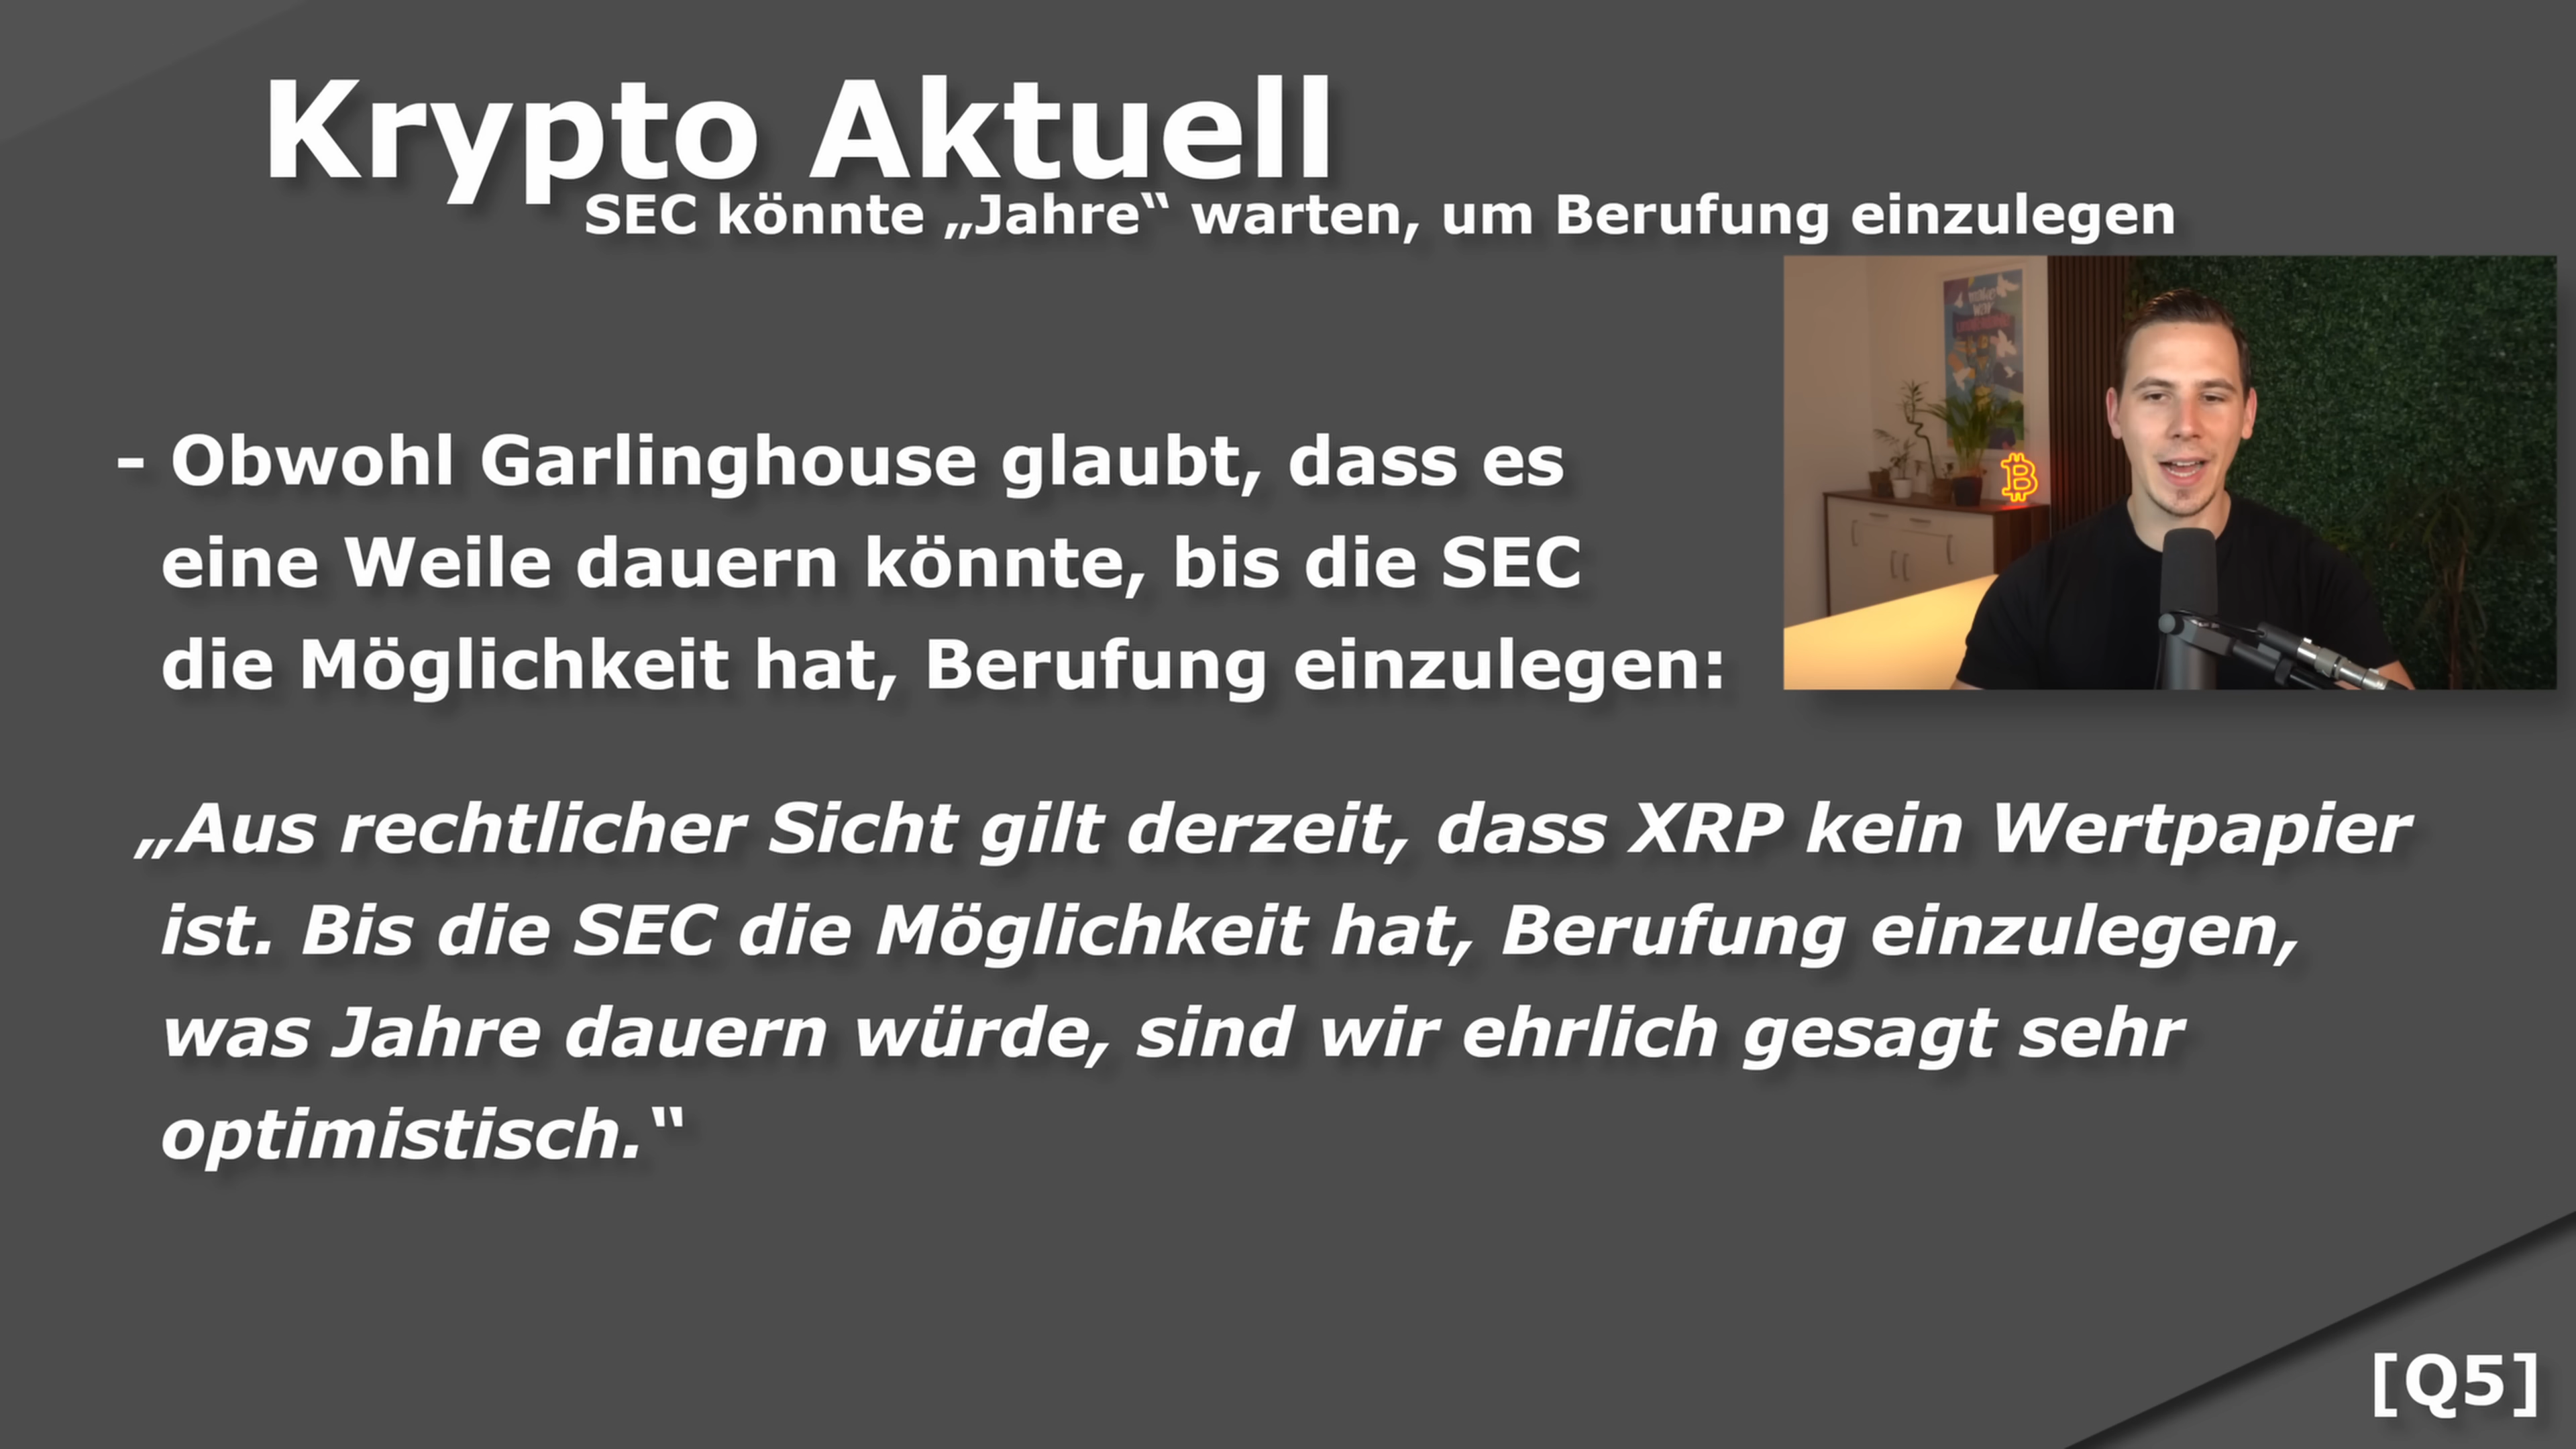 Krypto Aktuell
SEC könnte „Jahre“ warten, um Berufung einzulegen
- Obwohl Garlinghouse glaubt, dass es
eine Weile dauern könnte, bis die SEC
die Möglichkeit hat, Berufung einzulegen:
„Aus rechtlicher Sicht gilt derzeit, dass XRP kein Wertpapier
ist. Bis die SEC die Möglichkeit hat, Berufung einzulegen,
was Jahre dauern würde, sind wir ehrlich gesagt sehr
optimistisch.“
[Q5]